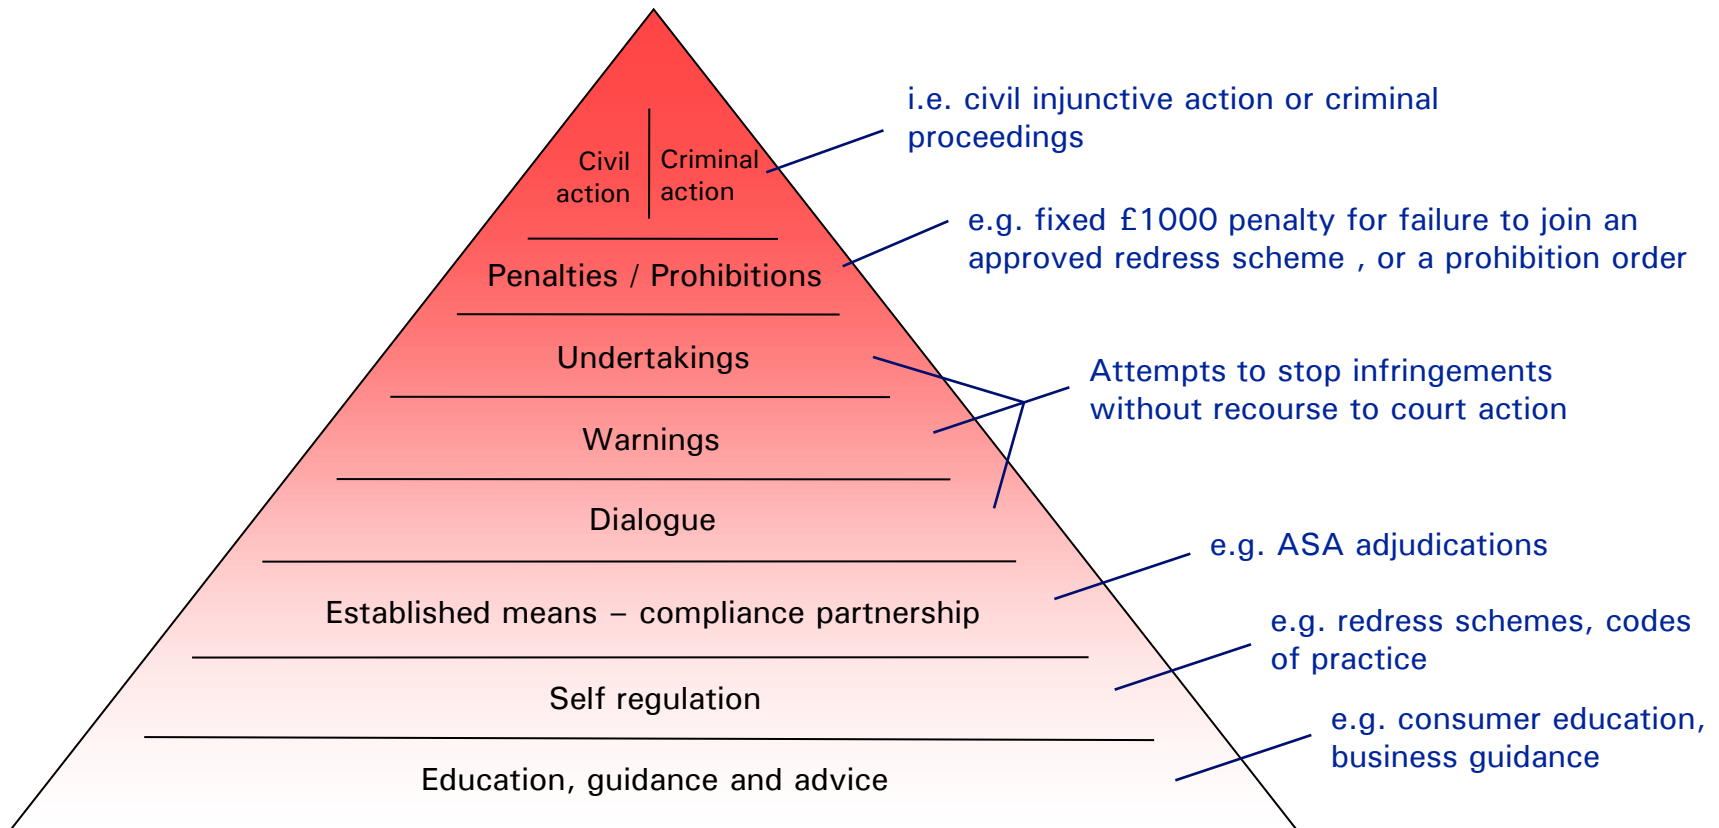 i.e. civil injunctive action or criminal
proceedings
Civil
action
Criminal
action
e.g. fixed £1000 penalty for failure to join an
approved redress scheme , or a prohibition order
Penalties / Prohibitions
Undertakings
Attempts to stop infringements
without recourse to court action
Warnings
Dialogue
e.g. ASA adjudications
Established means – compliance partnership
e.g. redress schemes, codes
of practice
Self regulation
e.g. consumer education,
business guidance
Education, guidance and advice